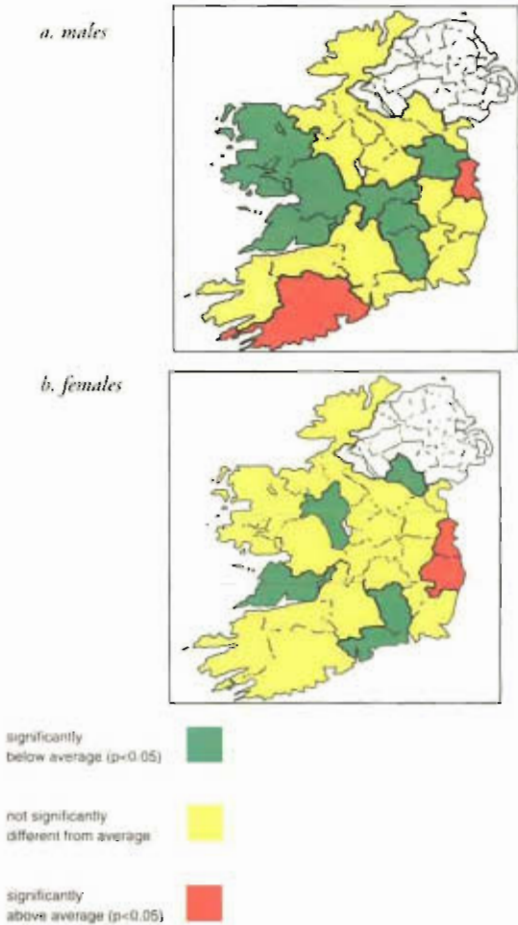 a. males
b. females
significantly
below average (p<0.05)
not significantly
different from average
significantly
above average (p<0.05)